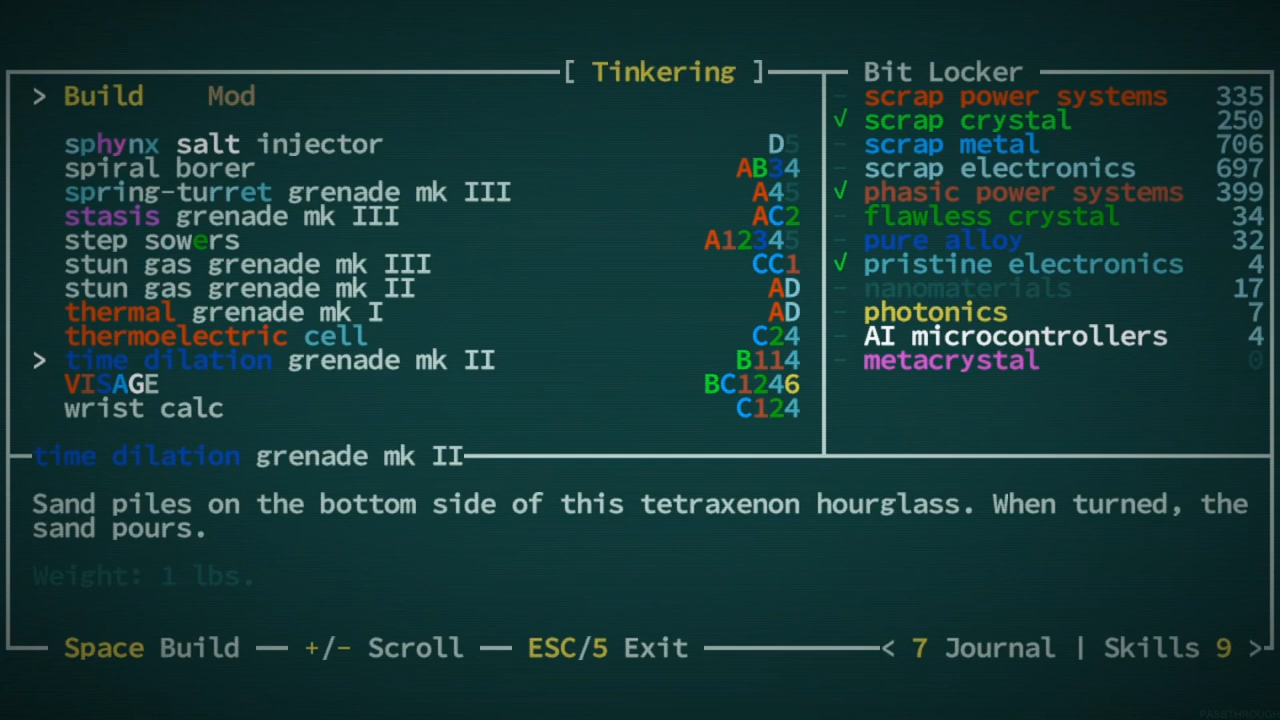 [ Tinkering ] Bit Locker
> Build Mod
sphynx salt injector D5
spiral borer AB34
spring-turret grenade mk III A45
stasis grenade mk III AC2
step sowers A12345
stun gas grenade mk III CC1
stun gas grenade mk II AD
thermal grenade mk I AD
thermoelectric cell C24
> time dilation grenade mk II B114
VISAGE BC1246
wrist calc C124
- scrap power systems 335
√ scrap crystal 250
- scrap metal 706
- scrap electronics 697
√ phasic power systems 399
- flawless crystal 34
- pure alloy 32
√ pristine electronics 4
- nanomaterials 17
- photonics 7
- AI microcontrollers 4
- metacrystal 0
time dilation grenade mk II
Sand piles on the bottom side of this tetraxenon hourglass. When turned, the
sand pours.
Weight: 1 lbs.
Space Build — +/- Scroll — ESC/5 Exit < 7 Journal | Skills 9 >